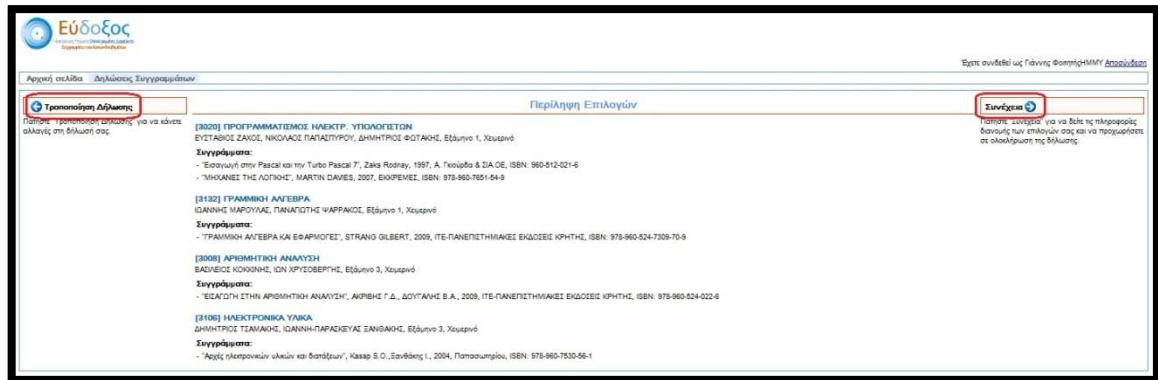 Εύδοξος
Έχετε συνδεθεί ως Γιάννης ΦοιτητήςΗΜΜΥ Αποσύνδεση
Αρχική σελίδα Δηλώσεις Συγγραμμάτων
Τροποποίηση Δήλωσης
Πατήστε "Τροποποίηση Δήλωσης" για να κάνετε
αλλαγές στη δήλωσή σας.
Περίληψη Επιλογών
[3020] ΠΡΟΓΡΑΜΜΑΤΙΣΜΟΣ ΗΛΕΚΤΡ. ΥΠΟΛΟΓΙΣΤΩΝ
ΕΥΣΤΑΘΙΟΣ ΖΑΧΟΣ, ΝΙΚΟΛΑΟΣ ΠΑΠΑΣΠΥΡΟΥ, ΔΗΜΗΤΡΙΟΣ ΦΩΤΑΚΗΣ, Εξάμηνο 1, Χειμερινό
Συγγράμματα:
- "Εισαγωγή στην Pascal και την Turbo Pascal 7", Zaks Rodnay, 1997, Α. Γκιούρδα & ΣΙΑ ΟΕ, ISBN: 960-512-021-6
- "ΜΗΧΑΝΕΣ ΤΗΣ ΛΟΓΙΚΗΣ", MARTIN DAVIES, 2007, ΕΚΚΡΕΜΕΣ, ISBN: 978-960-7651-54-9
[3132] ΓΡΑΜΜΙΚΗ ΑΛΓΕΒΡΑ
ΙΩΑΝΝΗΣ ΜΑΡΟΥΛΑΣ, ΠΑΝΑΓΙΩΤΗΣ ΨΑΡΡΑΚΟΣ, Εξάμηνο 1, Χειμερινό
Συγγράμματα:
- "ΓΡΑΜΜΙΚΗ ΑΛΓΕΒΡΑ ΚΑΙ ΕΦΑΡΜΟΓΕΣ", STRANG GILBERT, 2009, ΙΤΕ-ΠΑΝΕΠΙΣΤΗΜΙΑΚΕΣ ΕΚΔΟΣΕΙΣ ΚΡΗΤΗΣ, ISBN: 978-960-524-7309-70-9
[3008] ΑΡΙΘΜΗΤΙΚΗ ΑΝΑΛΥΣΗ
ΒΑΣΙΛΕΙΟΣ ΚΟΚΚΙΝΗΣ, ΙΩΝ ΧΡΥΣΟΒΕΡΓΗΣ, Εξάμηνο 3, Χειμερινό
Συγγράμματα:
- "ΕΙΣΑΓΩΓΗ ΣΤΗΝ ΑΡΙΘΜΗΤΙΚΗ ΑΝΑΛΥΣΗ", ΑΚΡΙΒΗΣ Γ.Δ., ΔΟΥΓΑΛΗΣ Β.Α., 2009, ΙΤΕ-ΠΑΝΕΠΙΣΤΗΜΙΑΚΕΣ ΕΚΔΟΣΕΙΣ ΚΡΗΤΗΣ, ISBN: 978-960-524-022-6
[3106] ΗΛΕΚΤΡΟΝΙΚΑ ΥΛΙΚΑ
ΔΗΜΗΤΡΙΟΣ ΤΣΑΜΑΚΗΣ, ΙΩΑΝΝΗ-ΠΑΡΑΣΚΕΥΑΣ ΞΑΝΘΑΚΗΣ, Εξάμηνο 3, Χειμερινό
Συγγράμματα:
- "Αρχές ηλεκτρονικών υλικών και διατάξεων", Kasap S.O.,Ξανθάκης Ι., 2004, Παπασωτηρίου, ISBN: 978-960-7530-56-1
Συνέχεια
Πατήστε "Συνέχεια" για να δείτε τις πληροφορίες
διανομής των επιλογών σας και να προχωρήσετε
σε ολοκλήρωση της δήλωσης.